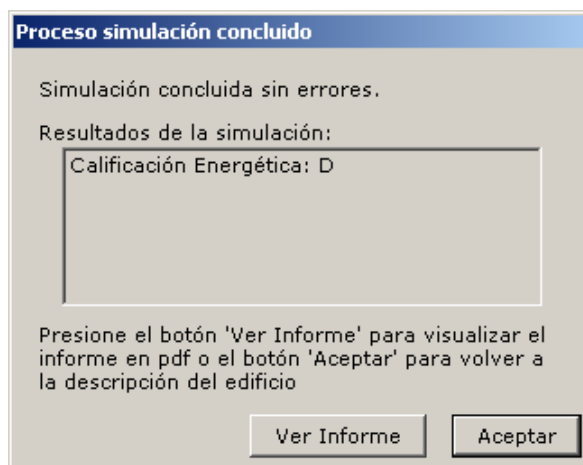 Proceso simulación concluido
Simulación concluida sin errores.
Resultados de la simulación:
Calificación Energética: D
Presione el botón 'Ver Informe' para visualizar el
informe en pdf o el botón 'Aceptar' para volver a
la descripción del edificio
Ver Informe
Aceptar